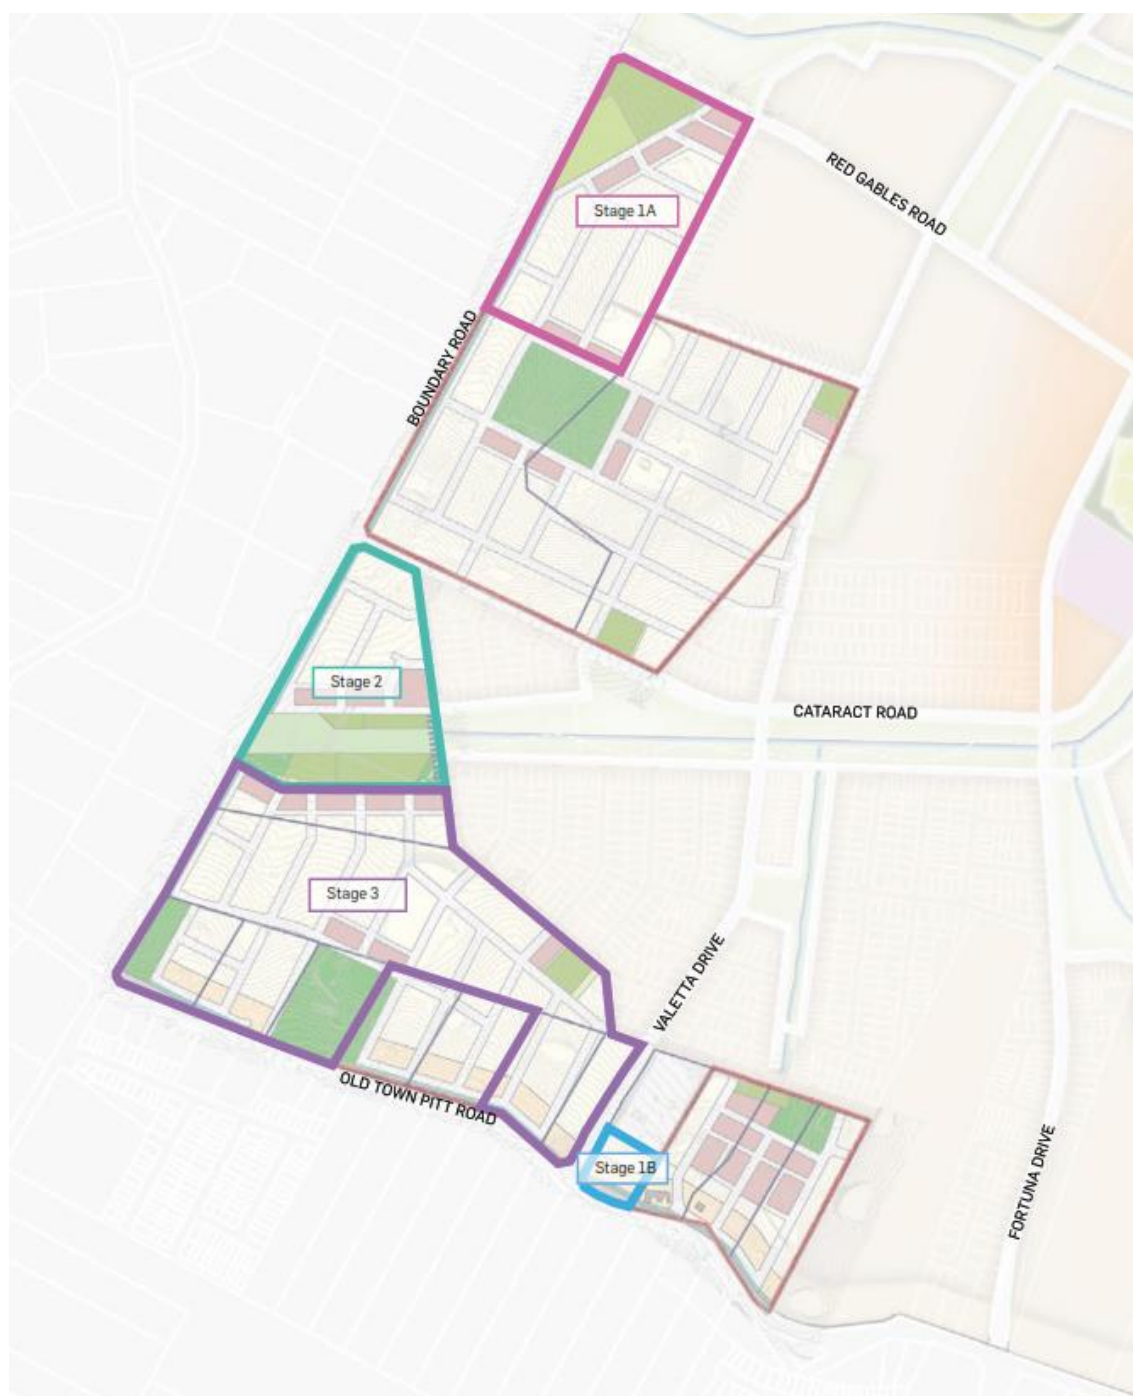 RED GABLES ROAD
Stage 1A
BOUNDARY ROAD
Stage 2
CATARACT ROAD
Stage 3
VALETTA DRIVE
OLD TOWN PITT ROAD
Stage 1B
FORTUNA DRIVE